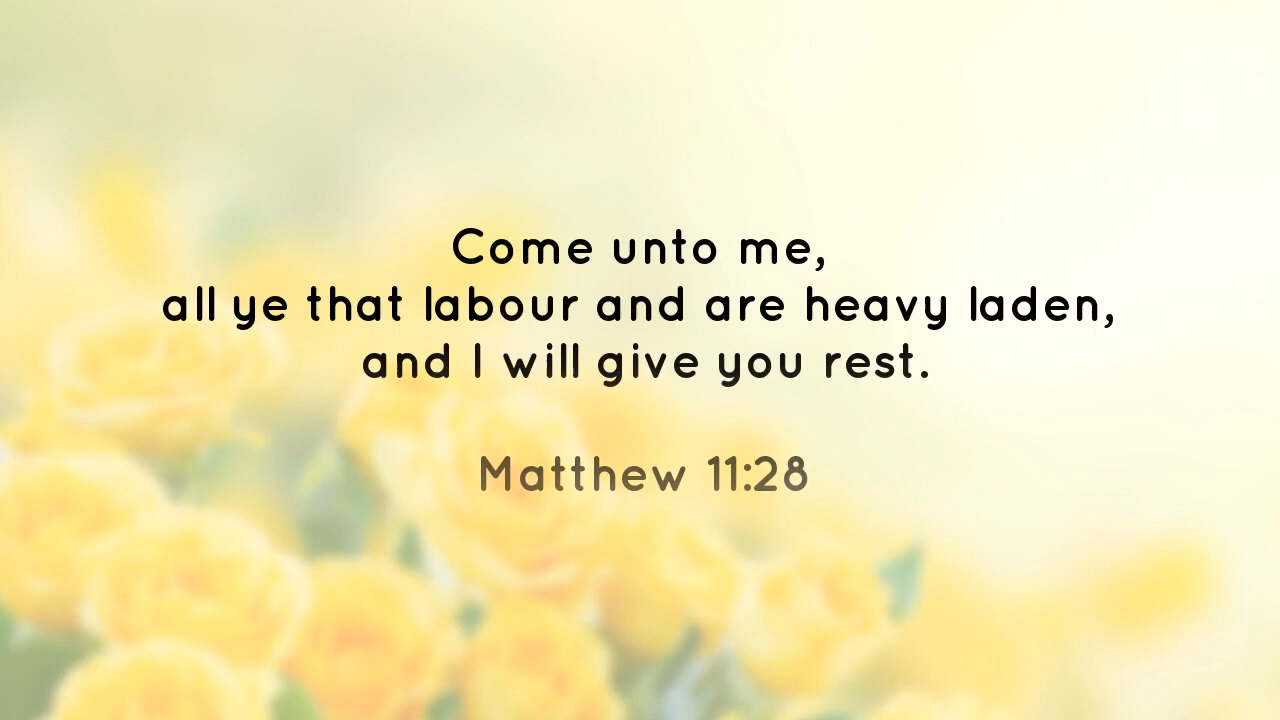 Come unto me,
all ye that labour and are heavy laden,
and I will give you rest.
Matthew 11:28